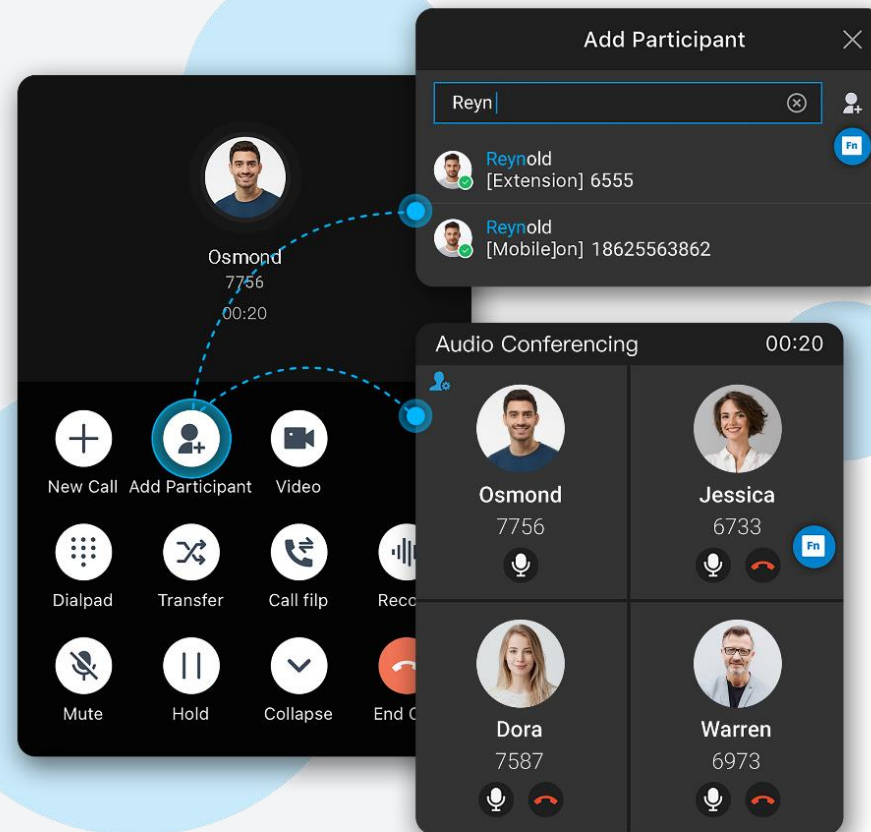 Osmond
7756
00:20
New Call
Add Participant
Video
Dialpad
Transfer
Call filp
Reco
Mute
Hold
Collapse
End C
Add Participant
Reyn
Fn
Reynold
[Extension] 6555
Reynold
[Mobile]on] 18625563862
Audio Conferencing 00:20
Osmond
7756
Jessica
6733
Fn
Dora
7587
Warren
6973